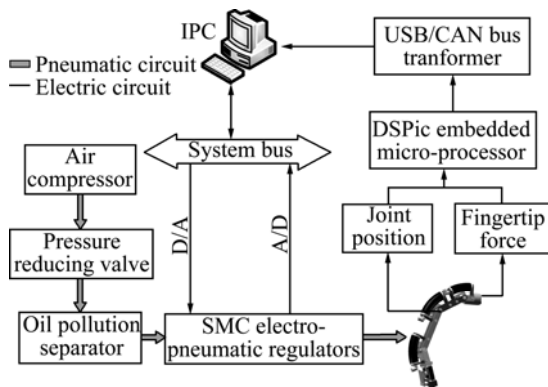 IPC
USB/CAN bus
tranformer
Pneumatic circuit
Electric circuit
DSPic embedded
micro-processor
System bus
Air
compressor
D/A
A/D
Joint
position
Fingertip
force
Pressure
reducing valve
Oil pollution
separator
SMC electro-
pneumatic regulators